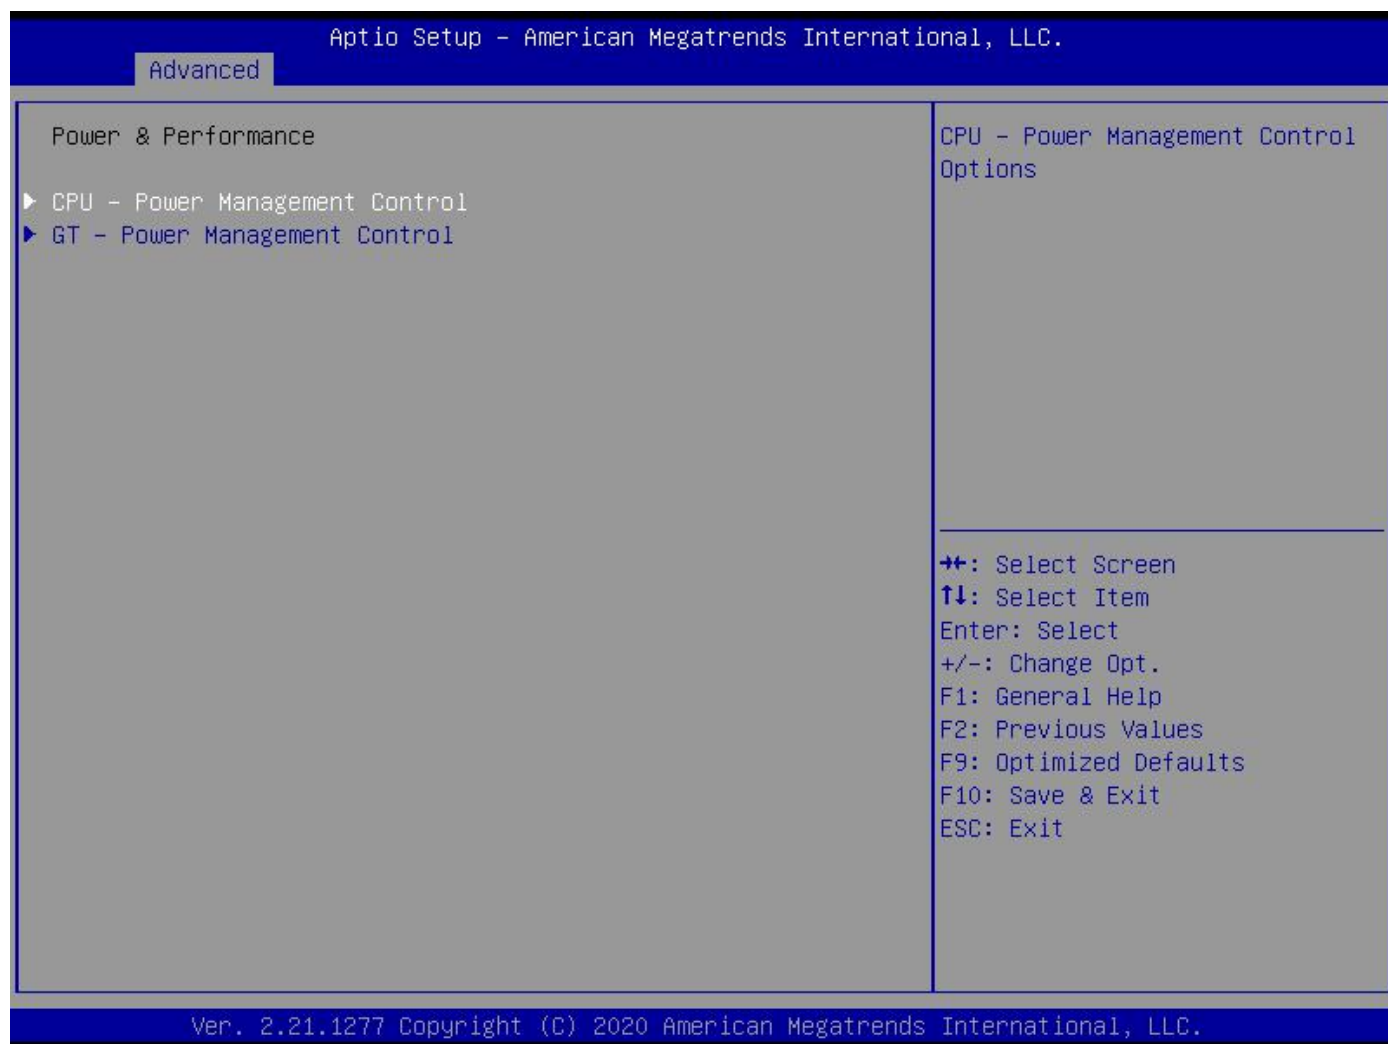 Aptio Setup – American Megatrends International, LLC.
Advanced
Power & Performance
CPU – Power Management Control
GT – Power Management Control
CPU – Power Management Control
Options
→←: Select Screen
↑↓: Select Item
Enter: Select
+/-: Change Opt.
F1: General Help
F2: Previous Values
F9: Optimized Defaults
F10: Save & Exit
ESC: Exit
Ver. 2.21.1277 Copyright (C) 2020 American Megatrends International, LLC.